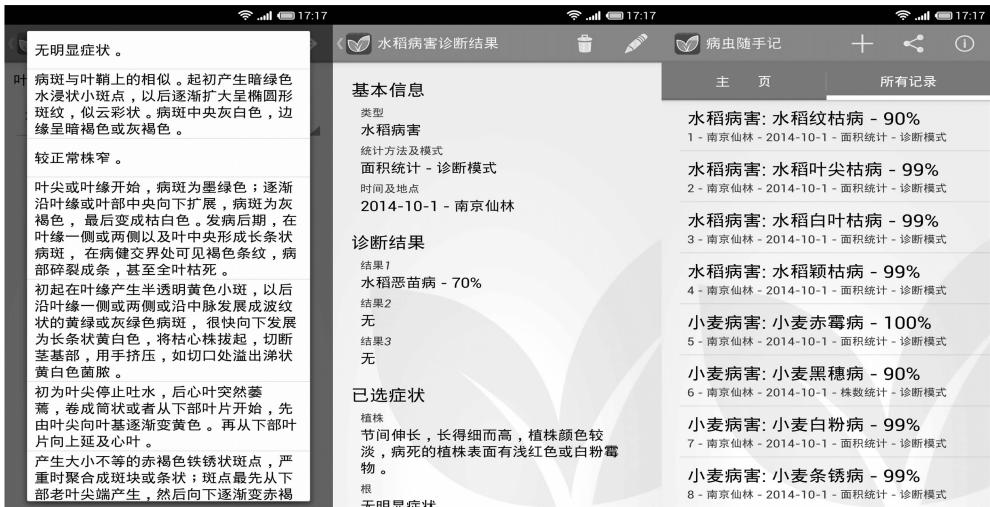 17:17
无明显症状。
叶
病斑与叶鞘上的相似。起初产生暗绿色
水浸状小斑点，以后逐渐扩大呈椭圆形
斑纹，似云彩状。病斑中央灰白色，边
缘呈暗褐色或灰褐色。
较正常株窄。
叶尖或叶缘开始，病斑为墨绿色；逐渐
沿叶缘或叶部中央向下扩展，病斑为灰
褐色，最后变成枯白色。发病后期，在
叶缘一侧或两侧以及叶中央形成长条状
病斑，在病健交界处可见褐色条纹，病
部碎裂成条，甚至全叶枯死。
初起在叶缘产生半透明黄色小斑，以后
沿叶缘一侧或两侧或沿中脉发展成波纹
状的黄绿或灰绿色病斑，很快向下发展
为长条状黄白色，将枯心株拔起，切断
茎基部，用手挤压，如切口处溢出涕状
黄白色菌脓。
初为叶尖停止吐水，后心叶突然萎
蔫，卷成筒状或者从下部叶片开始，先
由叶尖向叶基逐渐变黄色。再从下部叶
片向上延及心叶。
产生大小不等的赤褐色铁锈状斑点，严
重时聚合成斑块或条状；斑点最先从下
部老叶尖端产生，然后向下逐渐变赤褐
17:17
水稻病害诊断结果
基本信息
类型
水稻病害
统计方法及模式
面积统计 - 诊断模式
时间及地点
2014-10-1 - 南京仙林
诊断结果
结果1
水稻恶苗病 - 70%
结果2
无
结果3
无
已选症状
植株
节间伸长，长得细而高，植株颜色较
淡，病死的植株表面有浅红色或白粉霉
物。
根
无明显症状
17:17
病虫随手记
主 页
所有记录
水稻病害: 水稻纹枯病 - 90%
1 - 南京仙林 - 2014-10-1 - 面积统计 - 诊断模式
水稻病害: 水稻叶尖枯病 - 99%
2 - 南京仙林 - 2014-10-1 - 面积统计 - 诊断模式
水稻病害: 水稻白叶枯病 - 99%
3 - 南京仙林 - 2014-10-1 - 面积统计 - 诊断模式
水稻病害: 水稻颖枯病 - 99%
4 - 南京仙林 - 2014-10-1 - 面积统计 - 诊断模式
小麦病害: 小麦赤霉病 - 100%
5 - 南京仙林 - 2014-10-1 - 面积统计 - 诊断模式
小麦病害: 小麦黑穗病 - 90%
6 - 南京仙林 - 2014-10-1 - 株数统计 - 诊断模式
小麦病害: 小麦白粉病 - 99%
7 - 南京仙林 - 2014-10-1 - 面积统计 - 诊断模式
小麦病害: 小麦条锈病 - 99%
8 - 南京仙林 - 2014-10-1 - 面积统计 - 诊断模式